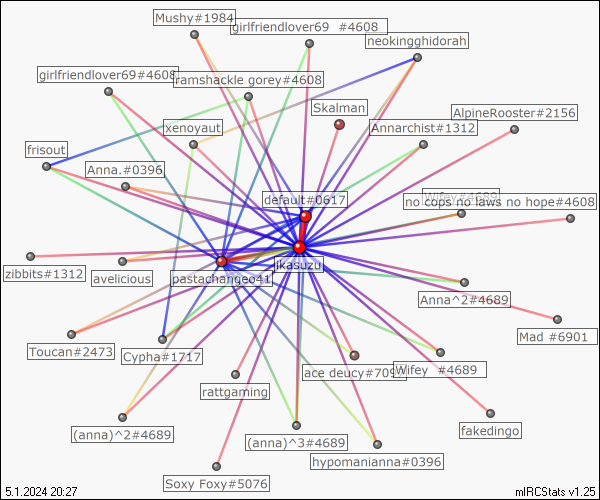 Mushy#1984
girlfriendlover69 #4608
neokingghidorah
girlfriendlover69#4608
ramshackle gorey#4608
Skalman
AlpineRooster#2156
xenoyaut
Annarchist#1312
frisout
Anna.#0396
default#0617
Wifey#4689
no cops no laws no hope#4608
zibbits#1312
avelicious
pastachangeo41
jikasuzu
Anna^2#4689
Mad #6901
Toucan#2473
Cypha#1717
ace deucy#709
Wifey #4689
rattgaming
(anna)^2#4689
(anna)^3#4689
fakedingo
hypomanianna#0396
Soxy Foxy#5076
5.1.2024 20:27
mIRCStats v1.25